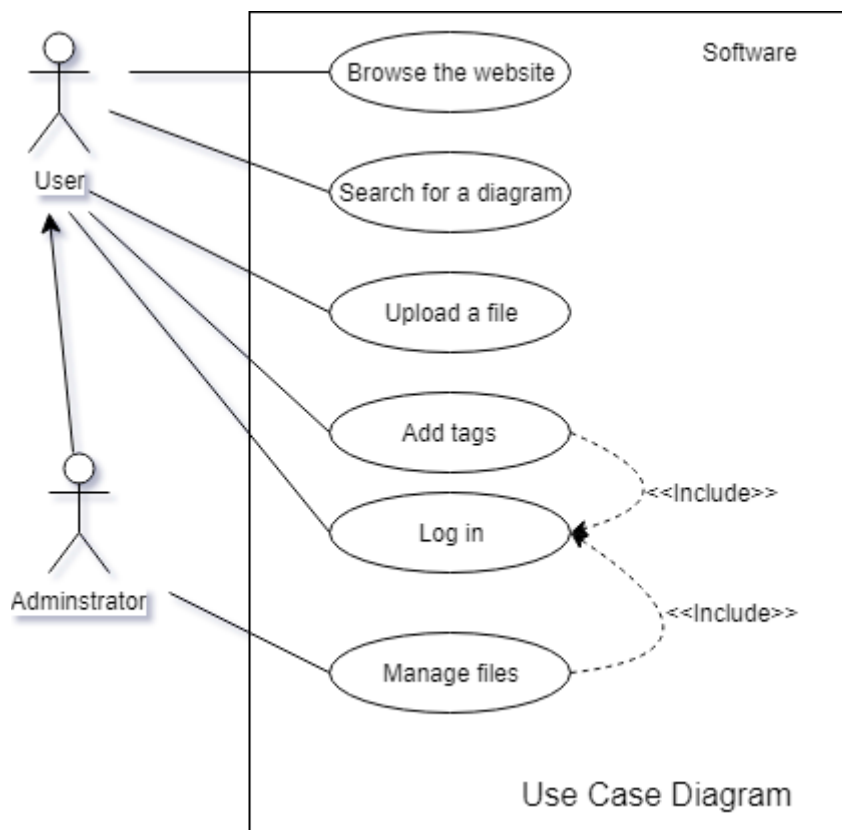 Software
Browse the website
User
Search for a diagram
Upload a file
Add tags
<<Include>>
Log in
Adminstrator
<<Include>>
Manage files
Use Case Diagram